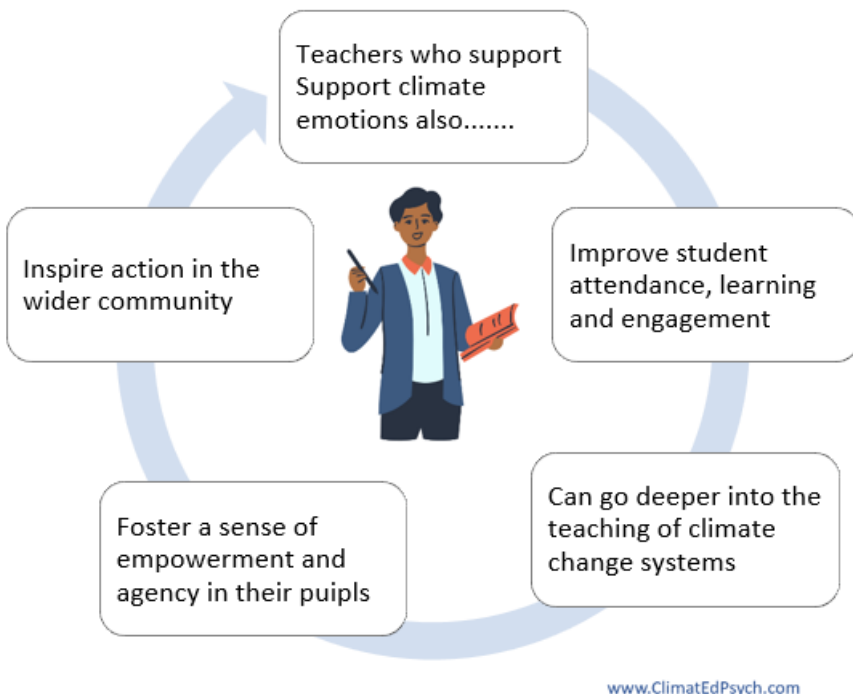 Teachers who support
Support climate
emotions also.......
Improve student
attendance, learning
and engagement
Can go deeper into the
teaching of climate
change systems
Foster a sense of
empowerment and
agency in their puipls
Inspire action in the
wider community
www.ClimatEdPsych.com